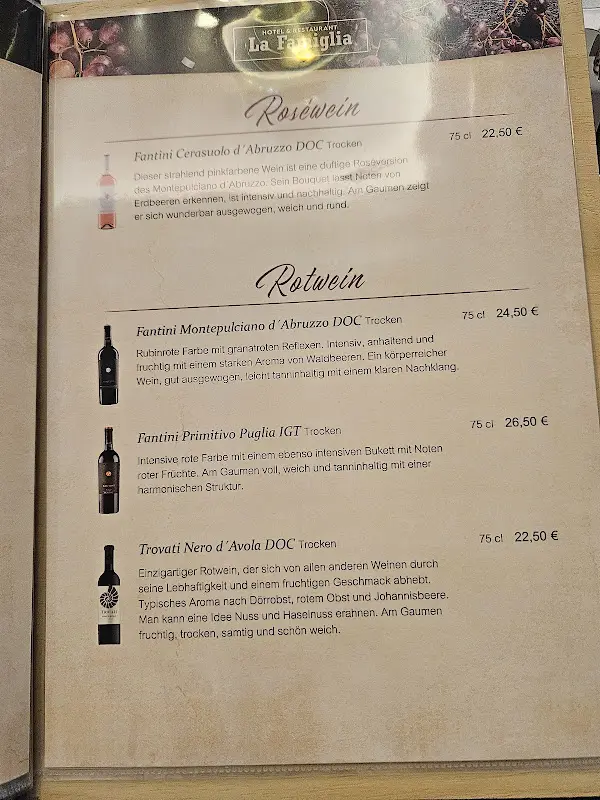 HOTEL & RESTAURANT
La Famiglia
Roséwein
Fantini Cerasuolo d´Abruzzo DOC Trocken 75 cl 22,50 €
Dieser strahlend pinkfarbene Wein ist eine duftige Roséversion
des Montepulciano d´Abruzzo. Sein Bouquet lässt Noten von
Erdbeeren erkennen, ist intensiv und nachhaltig. Am Gaumen zeigt
er sich wunderbar ausgewogen, weich und rund.
Rotwein
Fantini Montepulciano d´Abruzzo DOC Trocken 75 cl 24,50 €
Rubinrote Farbe mit granatroten Reflexen. Intensiv, anhaltend und
fruchtig mit einem starken Aroma von Waldbeeren. Ein körperreicher
Wein, gut ausgewogen, leicht tanninhaltig mit einem klaren Nachklang.
Fantini Primitivo Puglia IGT Trocken 75 cl 26,50 €
Intensive rote Farbe mit einem ebenso intensiven Bukett mit Noten
roter Früchte. Am Gaumen voll, weich und tanninhaltig mit einer
harmonischen Struktur.
Trovati Nero d´Avola DOC Trocken 75 cl 22,50 €
Einzigartiger Rotwein, der sich von allen anderen Weinen durch
seine Lebhaftigkeit und einem fruchtigen Geschmack abhebt.
Typisches Aroma nach Dörrobst, rotem Obst und Johannisbeere.
Man kann eine Idee Nuss und Haselnuss erahnen. Am Gaumen
fruchtig, trocken, samtig und schön weich.